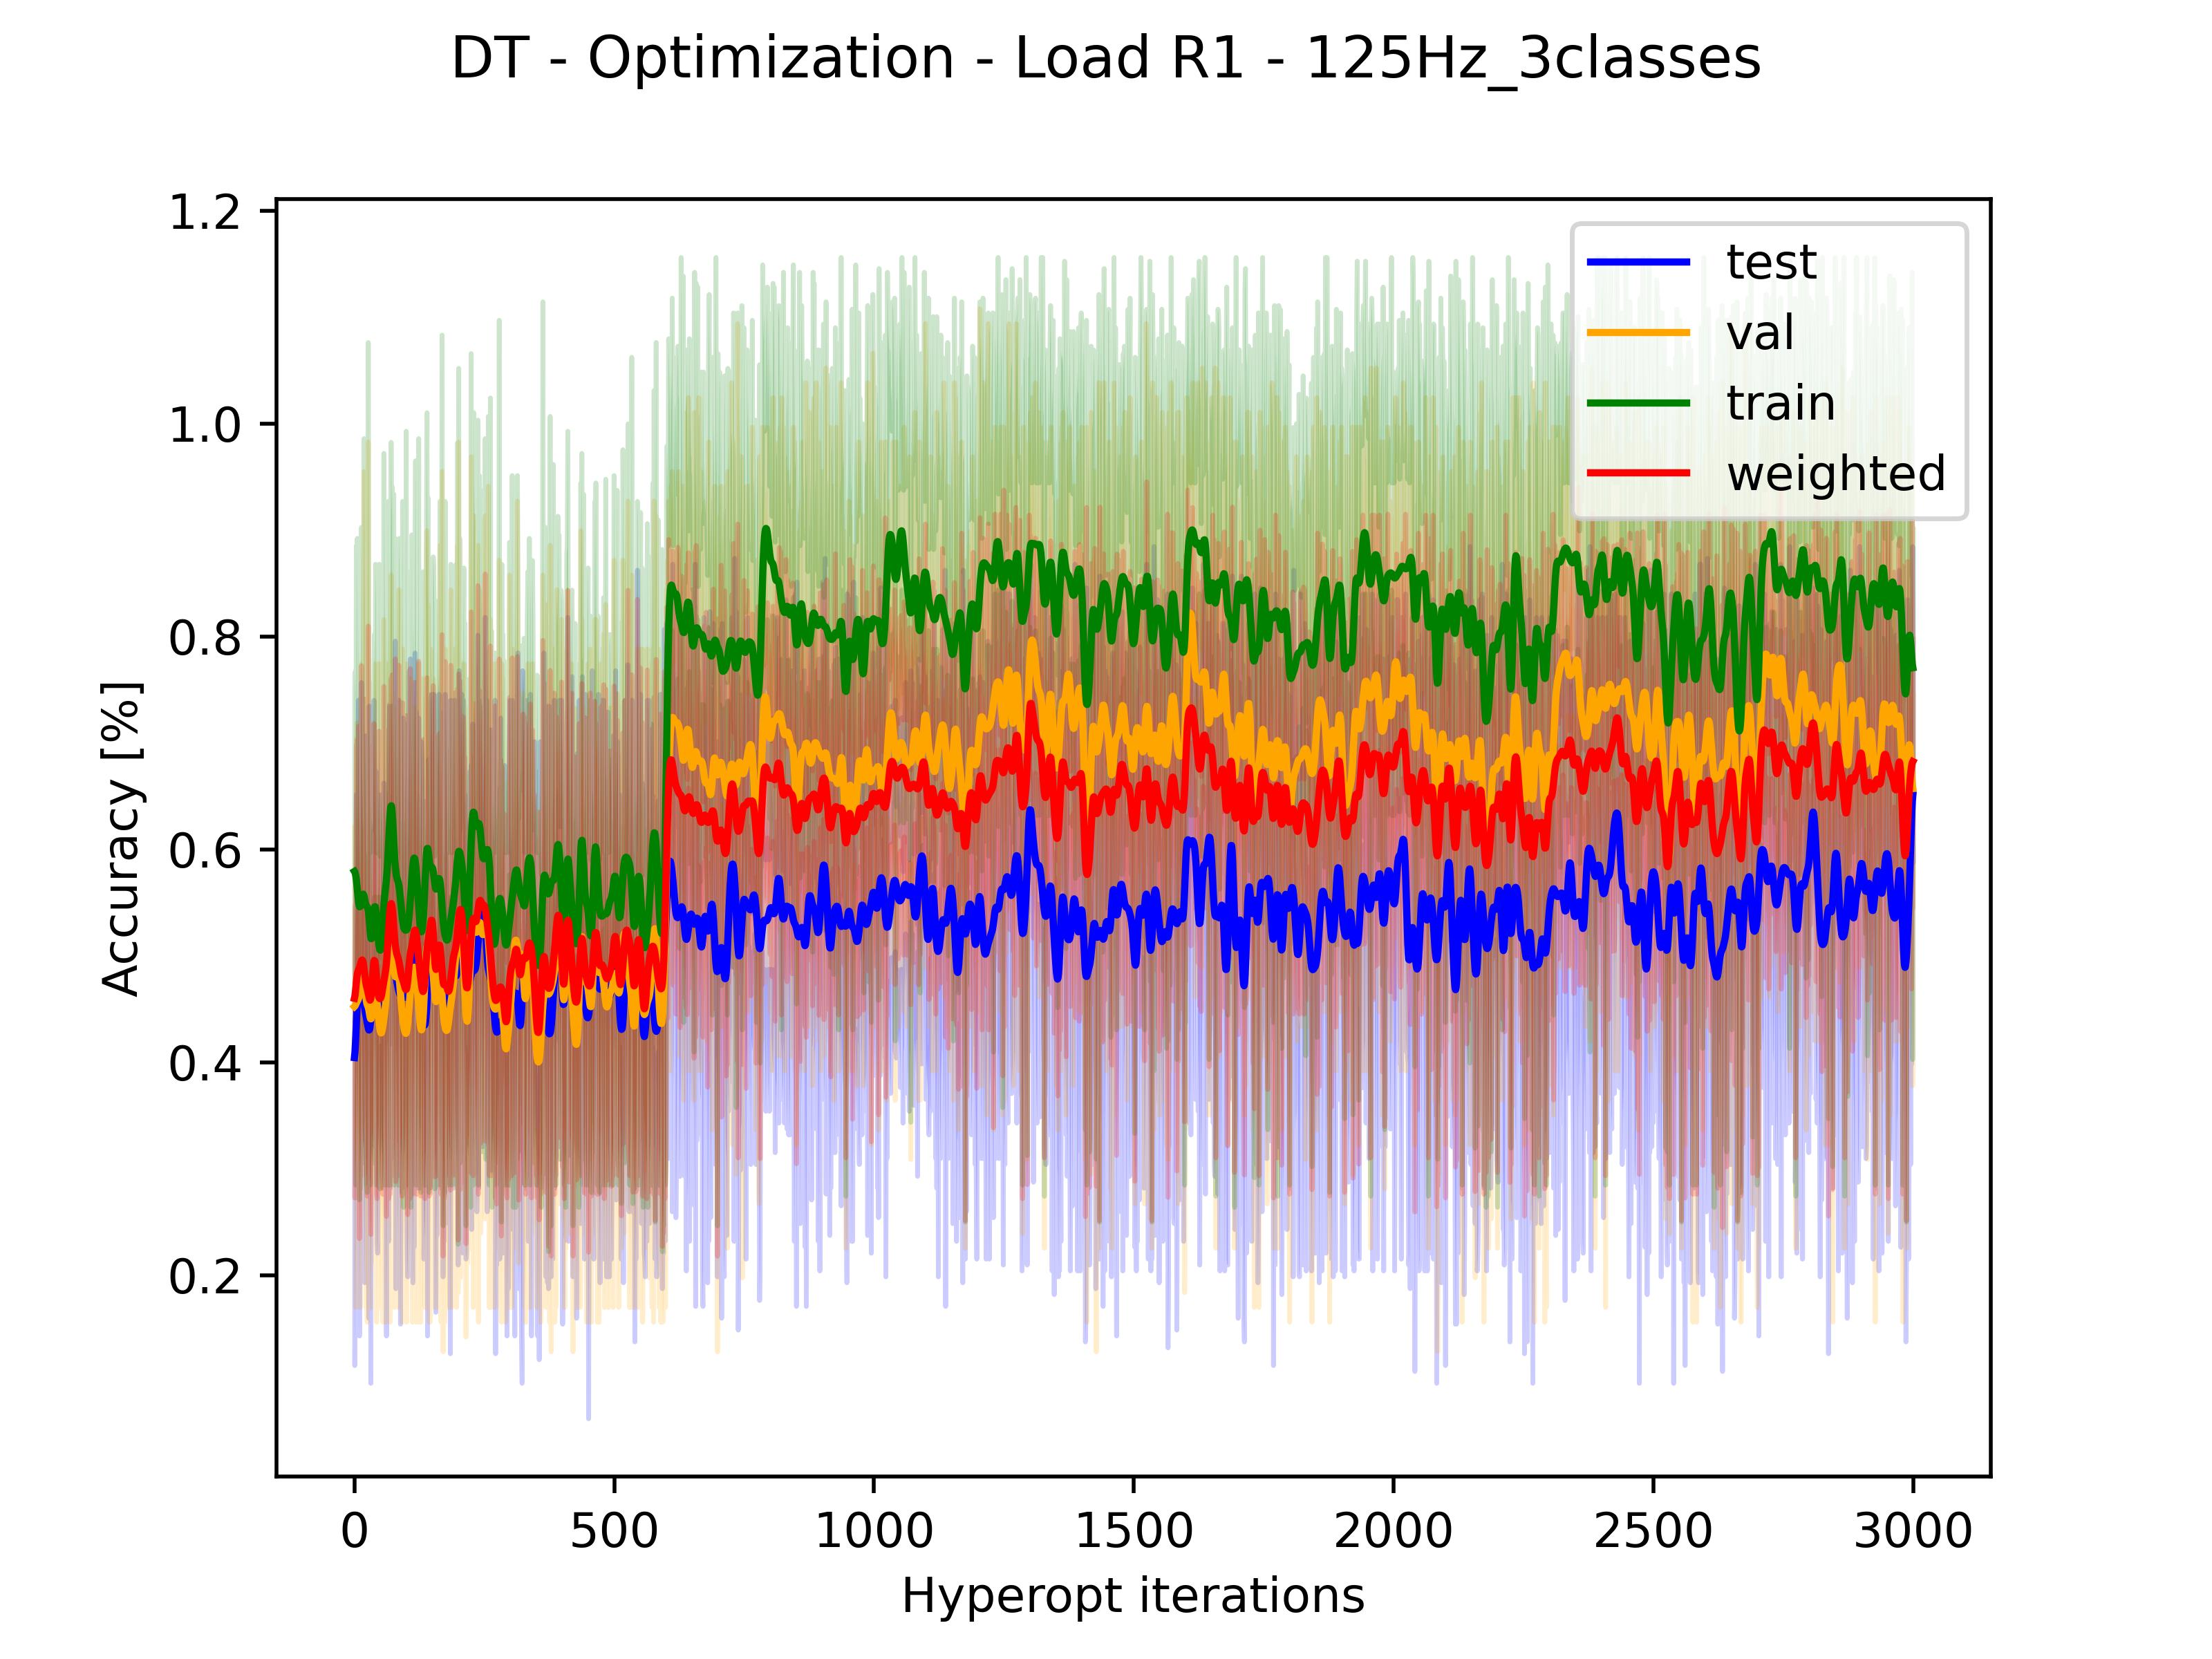 DT - Optimization - Load R1 - 125Hz_3classes
1.2
1.0
0.8
0.6
0.4
0.2
Accuracy [%]
test
val
train
weighted
0 500 1000 1500 2000 2500 3000
Hyperopt iterations